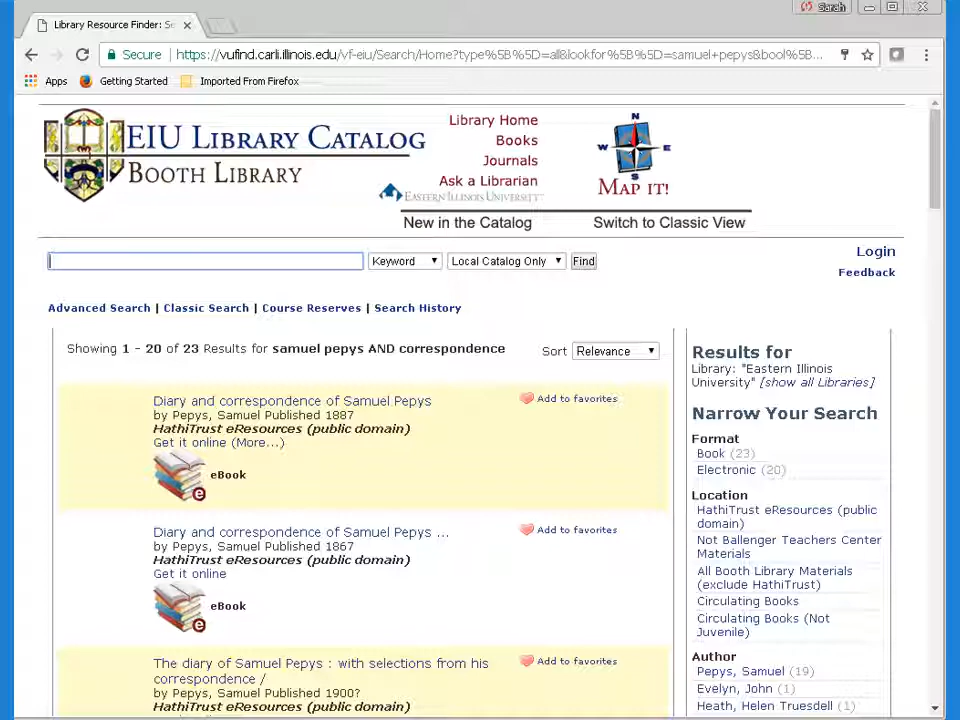 Library Resource Finder: Se
Sarah
Secure
https://vufind.carli.illinois.edu/vf-eiu/Search/Home?type%5B%5D=all&lookfor%5B%5D=samuel+pepys&bool%5B...
Apps
Getting Started
Imported From Firefox
EIU Library Catalog
Booth Library
Library Home
Books
Journals
Ask a Librarian
Eastern Illinois University
N
W E
S
Map it!
New in the Catalog
Switch to Classic View
Keyword
Local Catalog Only
Find
Login
Feedback
Advanced Search | Classic Search | Course Reserves | Search History
Showing 1 - 20 of 23 Results for samuel pepys AND correspondence
Sort
Relevance
Diary and correspondence of Samuel Pepys
by Pepys, Samuel Published 1887
HathiTrust eResources (public domain)
Get it online (More...)
e
eBook
Add to favorites
Diary and correspondence of Samuel Pepys ...
by Pepys, Samuel Published 1867
HathiTrust eResources (public domain)
Get it online
e
eBook
Add to favorites
The diary of Samuel Pepys : with selections from his
correspondence /
by Pepys, Samuel Published 1900?
HathiTrust eResources (public domain)
Add to favorites
Results for
Library: "Eastern Illinois
University" [show all Libraries]
Narrow Your Search
Format
Book (23)
Electronic (20)
Location
HathiTrust eResources (public
domain)
Not Ballenger Teachers Center
Materials
All Booth Library Materials
(exclude HathiTrust)
Circulating Books
Circulating Books (Not
Juvenile)
Author
Pepys, Samuel (19)
Evelyn, John (1)
Heath, Helen Truesdell (1)